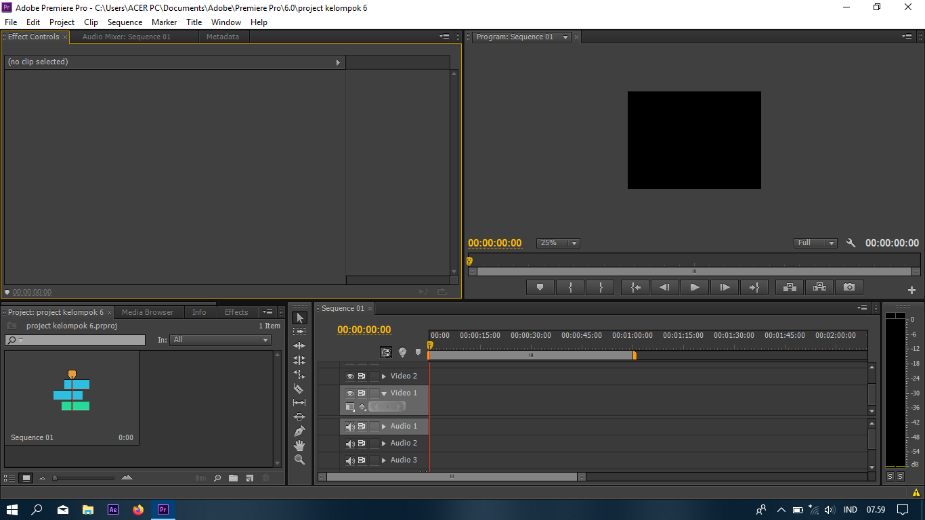 Pr Adobe Premiere Pro - C:\Users\ACER PC\Documents\Adobe\Premiere Pro\6.0\project kelompok 6
File Edit Project Clip Sequence Marker Title Window Help
Effect Controls Audio Mixer: Sequence 01 Metadata
(no clip selected)
00:00:00:00
Program: Sequence 01
00:00:00:00 25% Full 00:00:00:00
Project: project kelompok 6 Media Browser Info Effects
project kelompok 6.prproj 1 Item
In: All
Sequence 01 0:00
Sequence 01
00:00:00:00
00:00 00:00:15:00 00:00:30:00 00:00:45:00 00:01:00:00 00:01:15:00 00:01:30:00 00:01:45:00 00:02:00:00
Video 2
Video 1
Audio 1
Audio 2
Audio 3
0
-6
-12
-18
-24
-30
-36
-42
-48
-54
dB
S S
Ae Pr IND 07.59